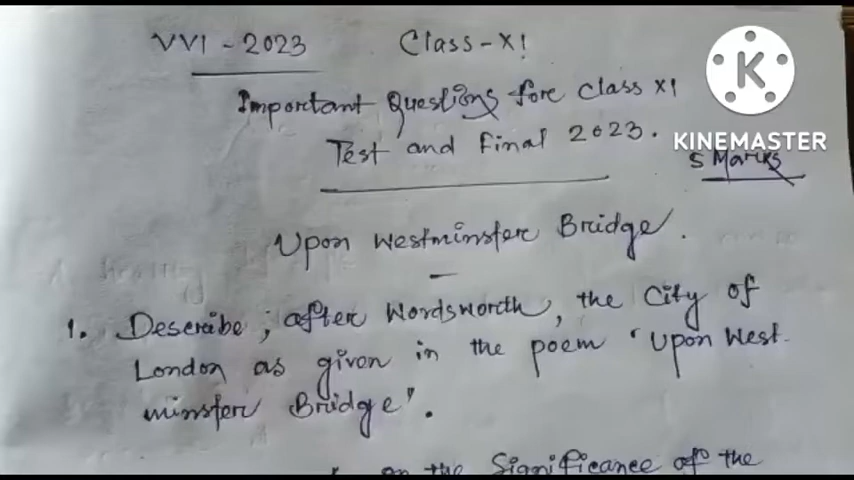 VVI - 2023 Class - XI
Important Questions fore Class XI
Test and Final 2023.
KINEMASTER
5 Marks
Upon Westminster Bridge.
1. Describe, after Wordsworth, the City of
London as given in the poem 'Upon West-
minster Bridge'.
on the Significance of the